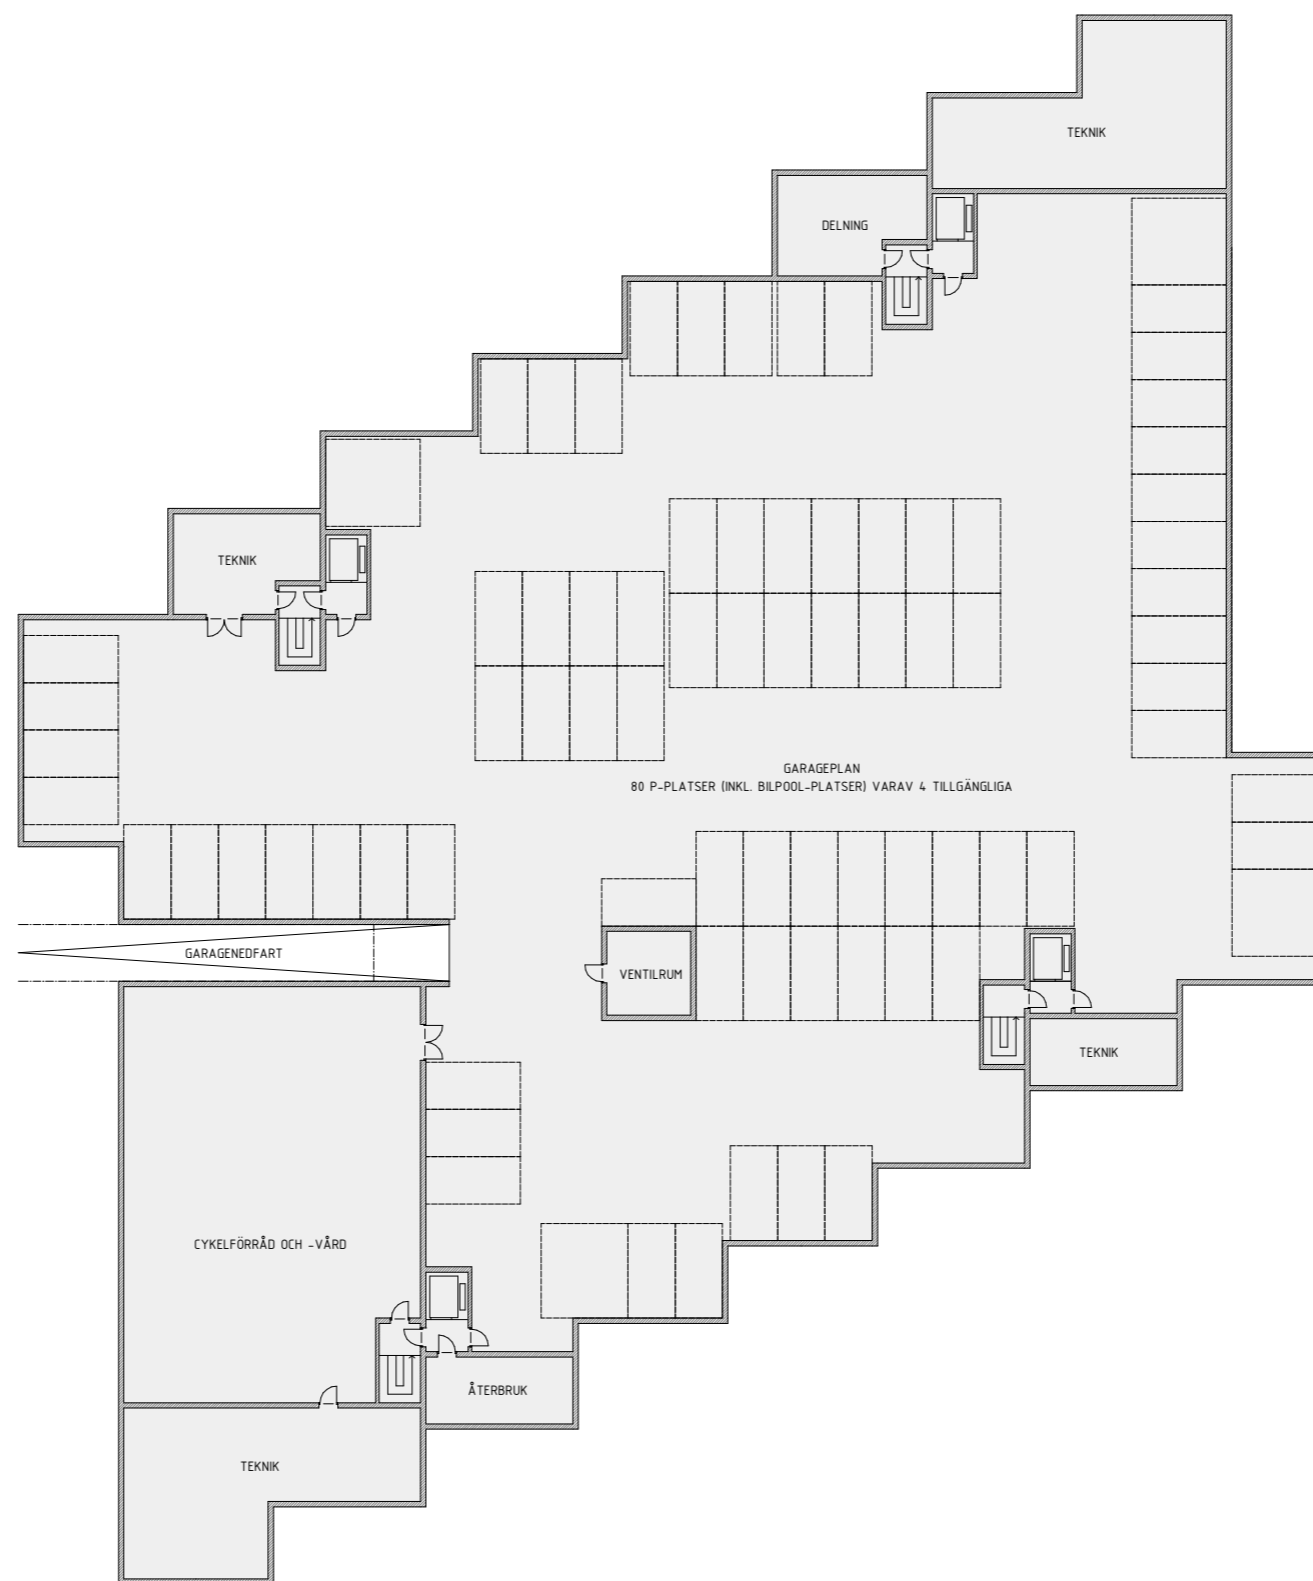 TEKNIK
DELNING
TEKNIK
GARAGEPLAN
80 P-PLATSER (INKL. BILPOOL-PLATSER) VARAV 4 TILLGÄNGLIGA
GARAGENEDFART
VENTILRUM
TEKNIK
CYKELFÖRRÅD OCH -VÅRD
ÅTERBRUK
TEKNIK